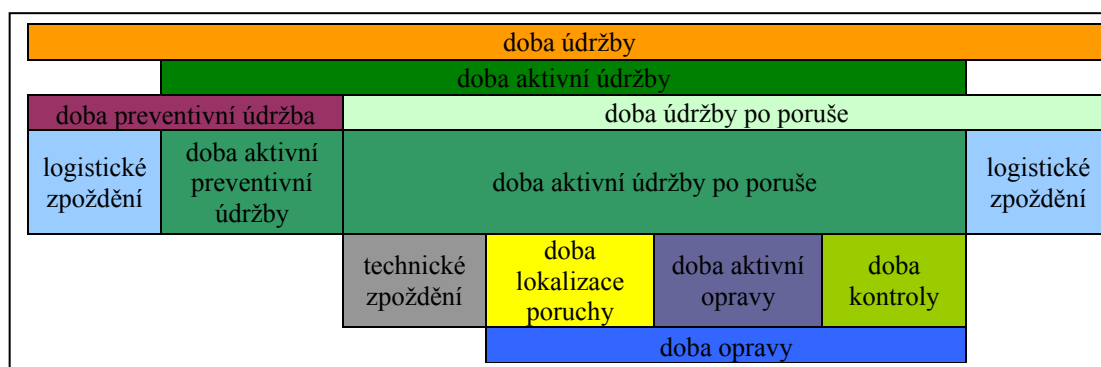 doba údržby
doba aktivní údržby
doba preventivní údržba
doba údržby po poruše
logistické
zpoždění
doba aktivní
preventivní
údržby
doba aktivní údržby po poruše
logistické
zpoždění
technické
zpoždění
doba
lokalizace
poruchy
doba aktivní
opravy
doba
kontroly
doba opravy